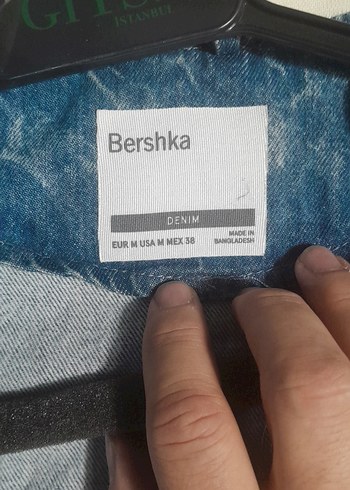 ISTANBUL
Bershka
DENIM
EUR M USA M MEX 38
MADE IN
BANGLADESH